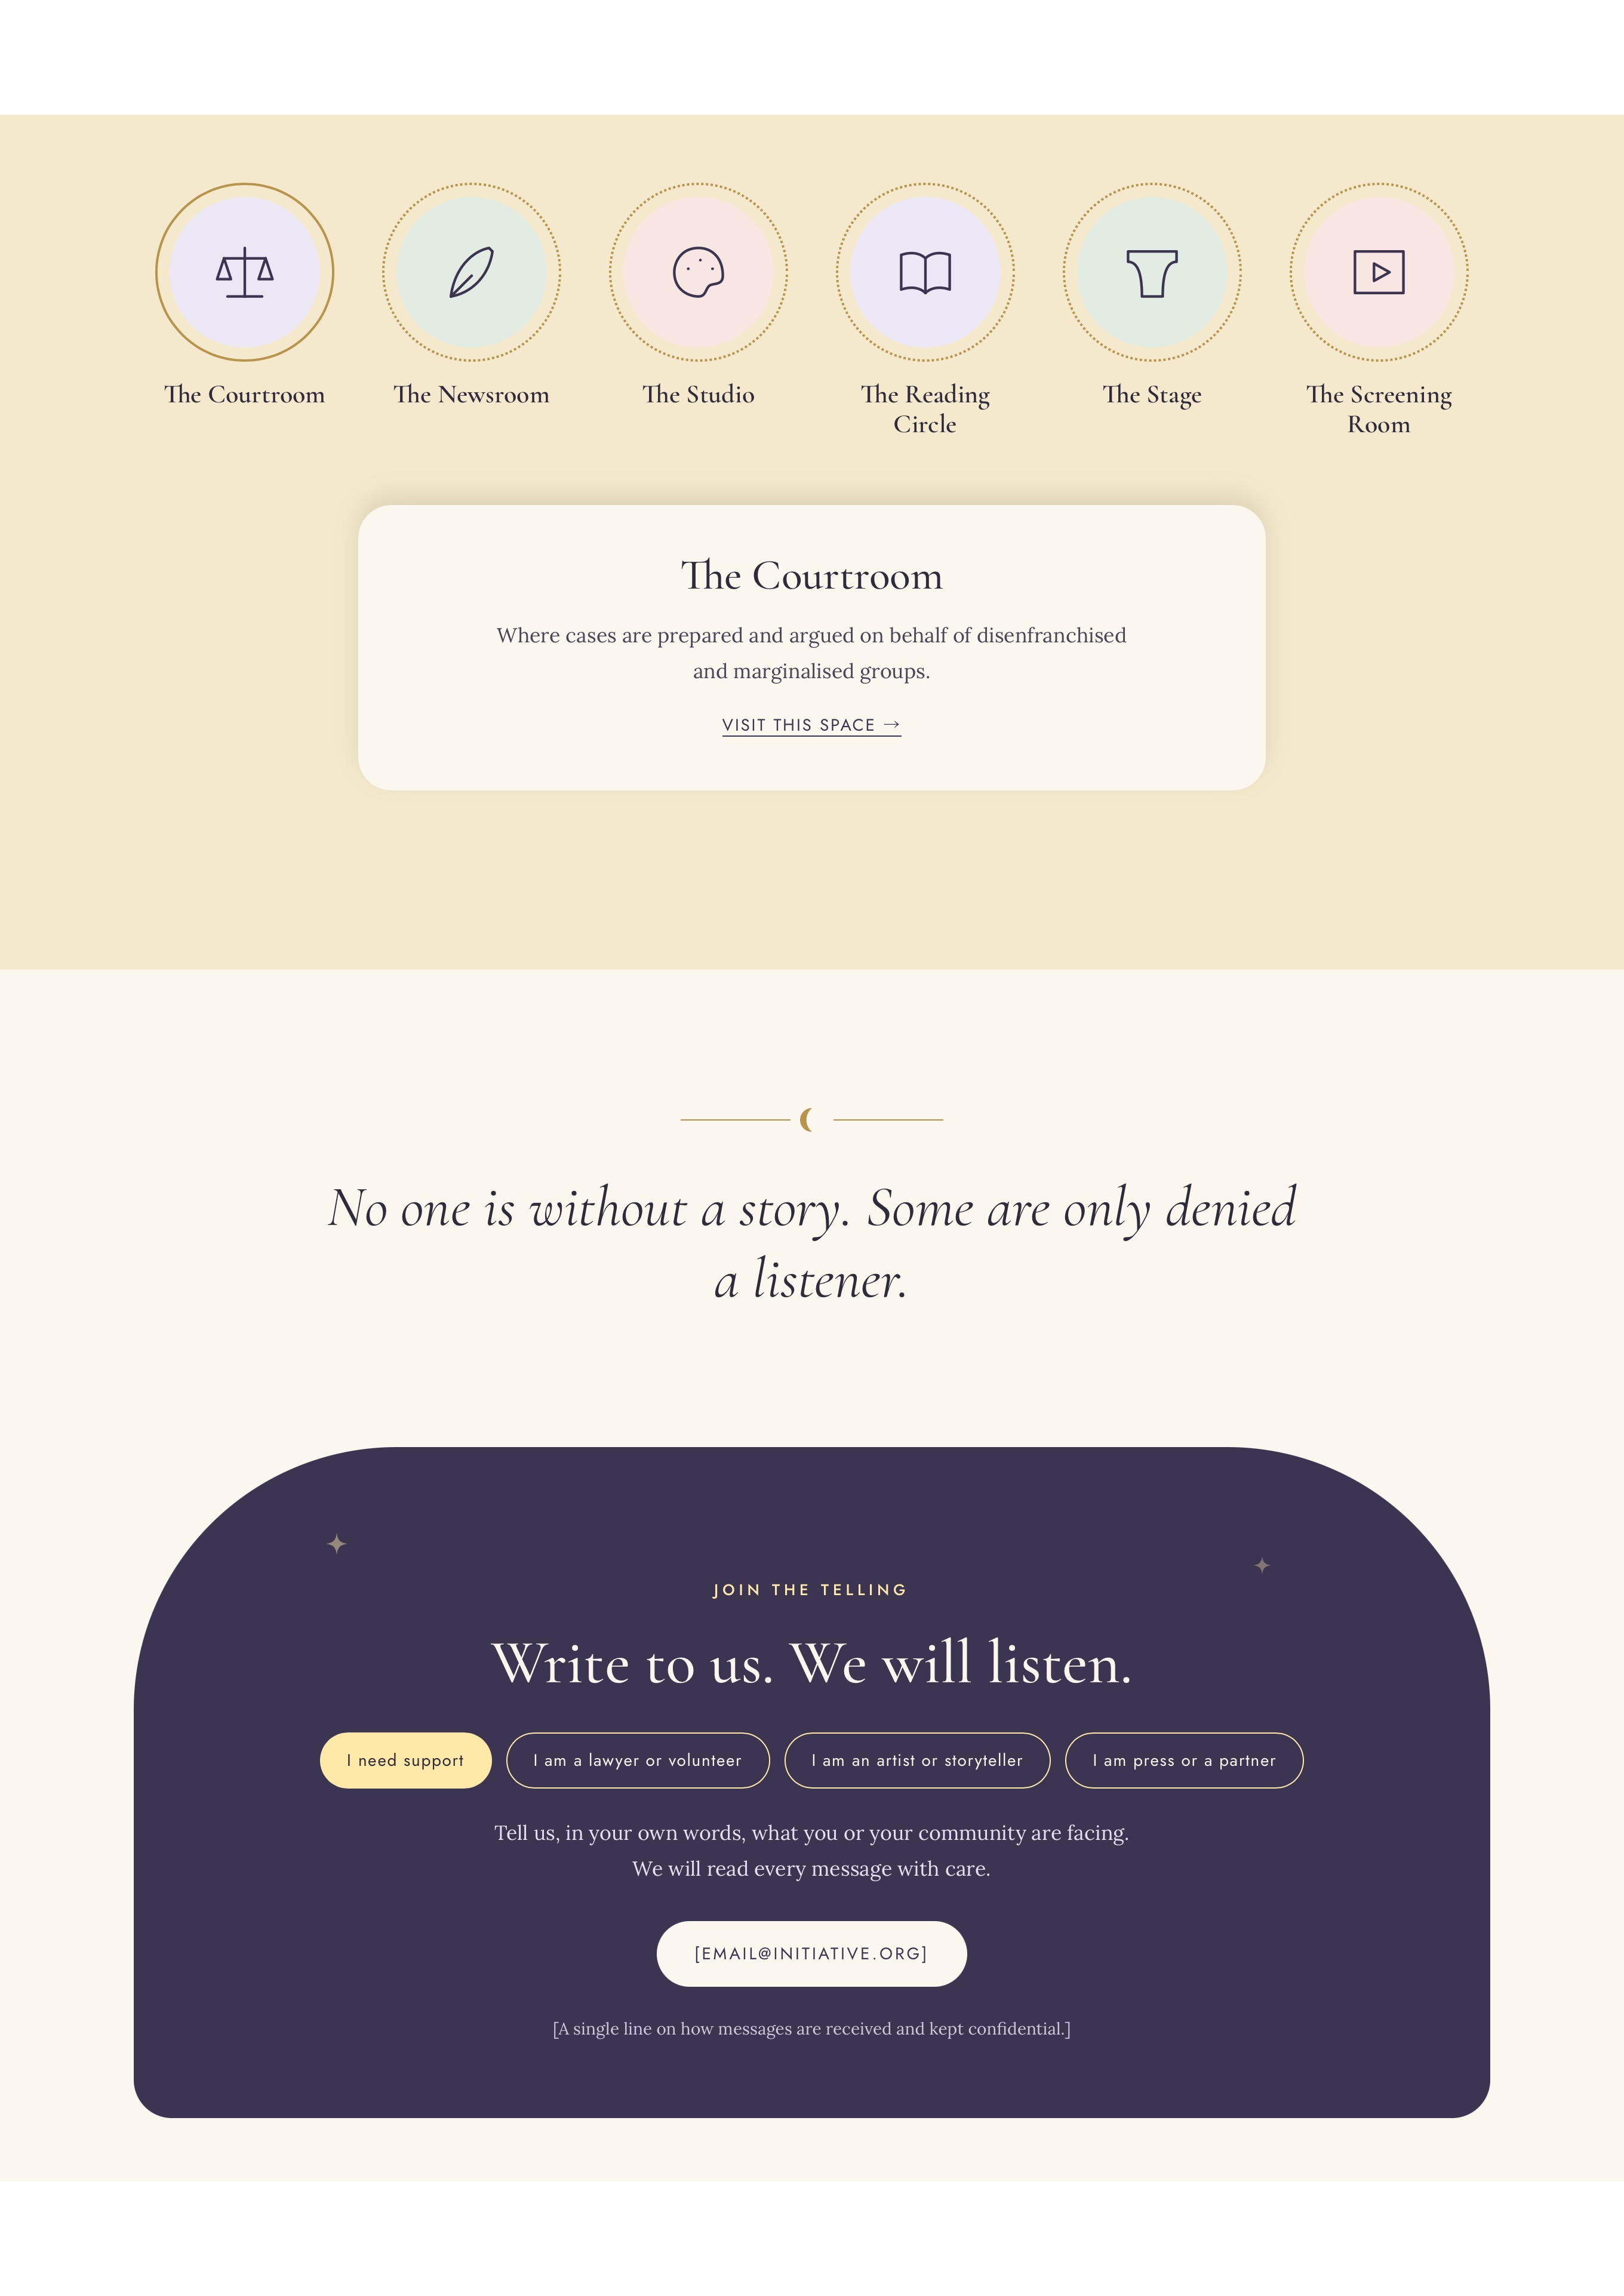 The Courtroom
The Newsroom
The Studio
The Reading
Circle
The Stage
The Screening
Room
The Courtroom
Where cases are prepared and argued on behalf of disenfranchised
and marginalised groups.
VISIT THIS SPACE →
No one is without a story. Some are only denied
a listener.
JOIN THE TELLING
Write to us. We will listen.
I need support
I am a lawyer or volunteer
I am an artist or storyteller
I am press or a partner
Tell us, in your own words, what you or your community are facing.
We will read every message with care.
[EMAIL@INITIATIVE.ORG]
[A single line on how messages are received and kept confidential.]